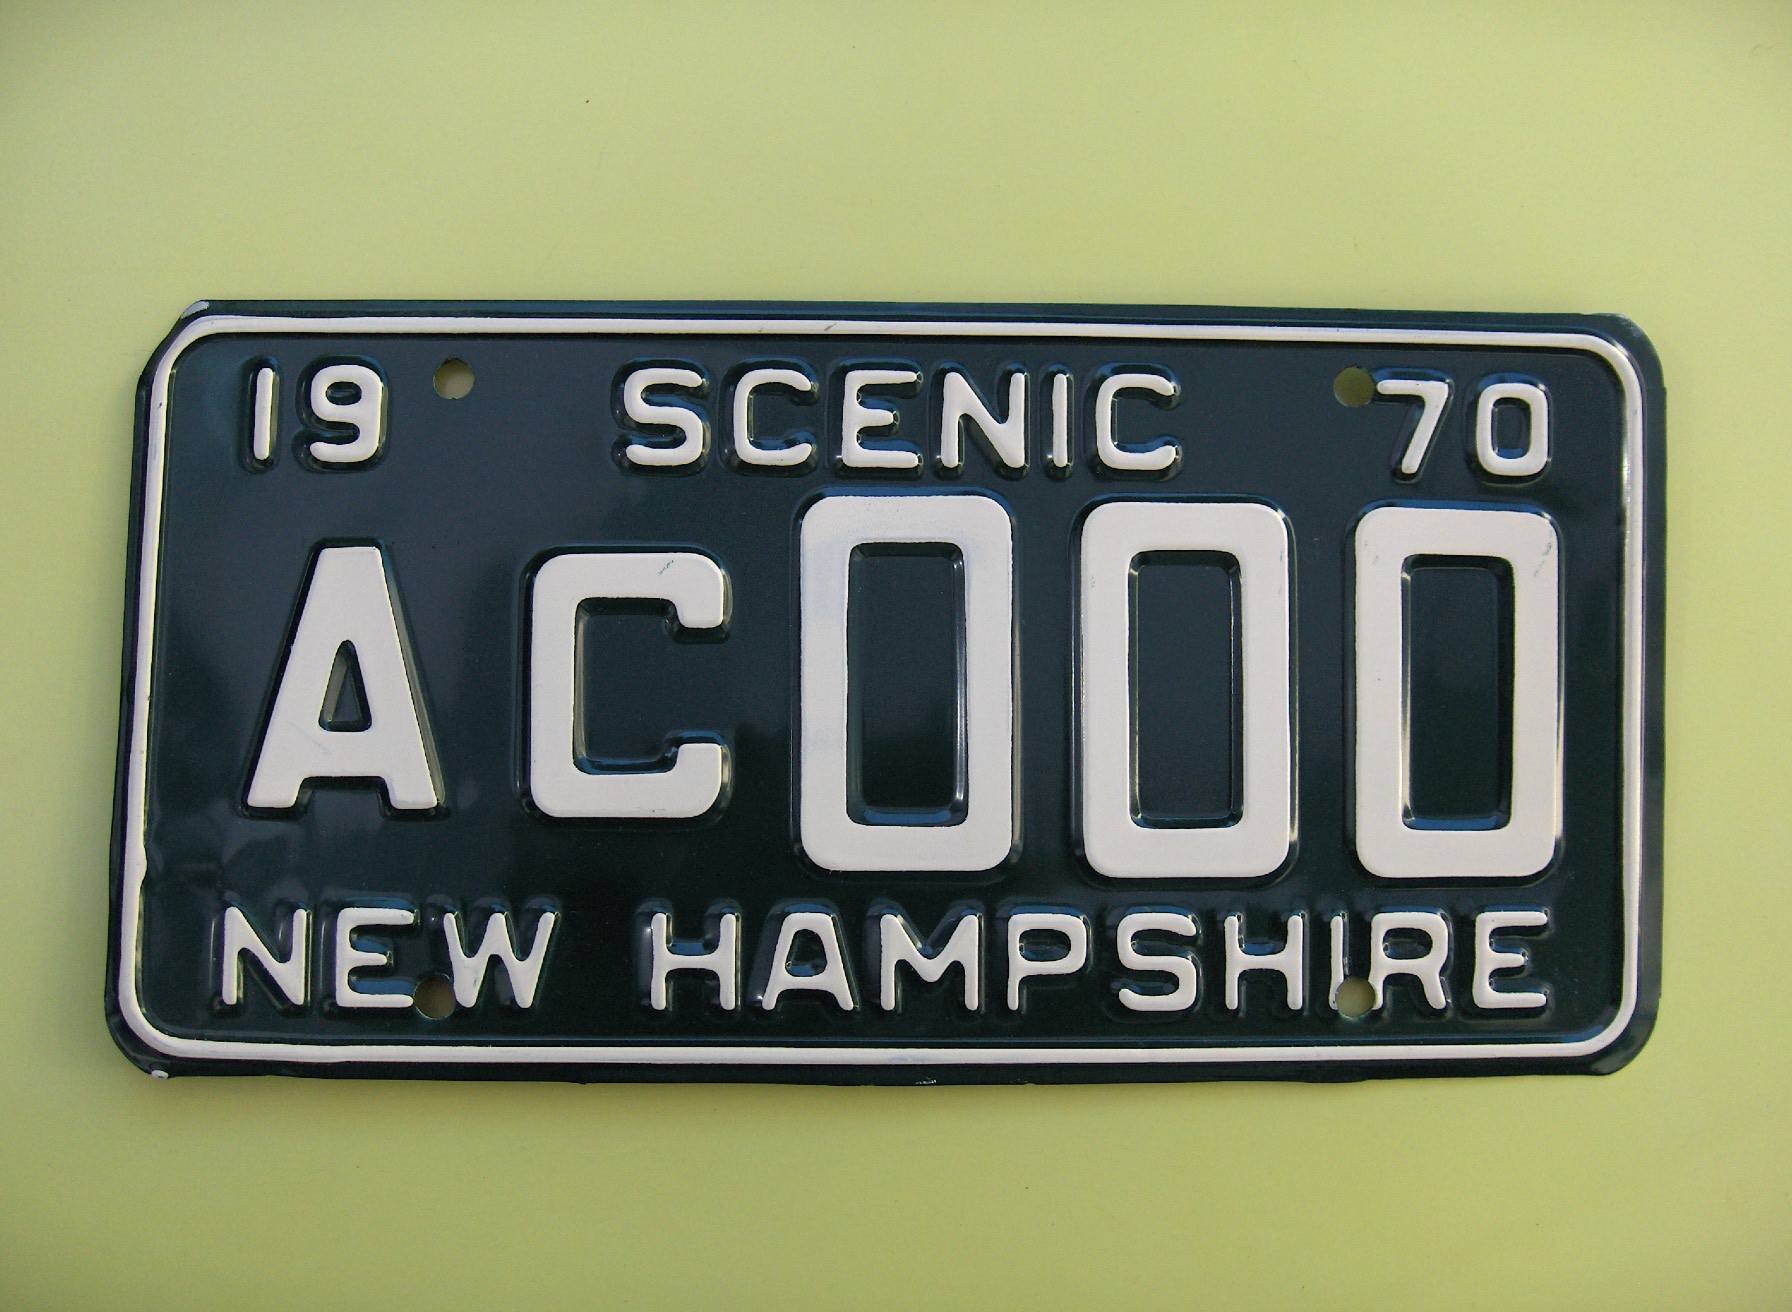 19 SCENIC 70
AC000
NEW HAMPSHIRE